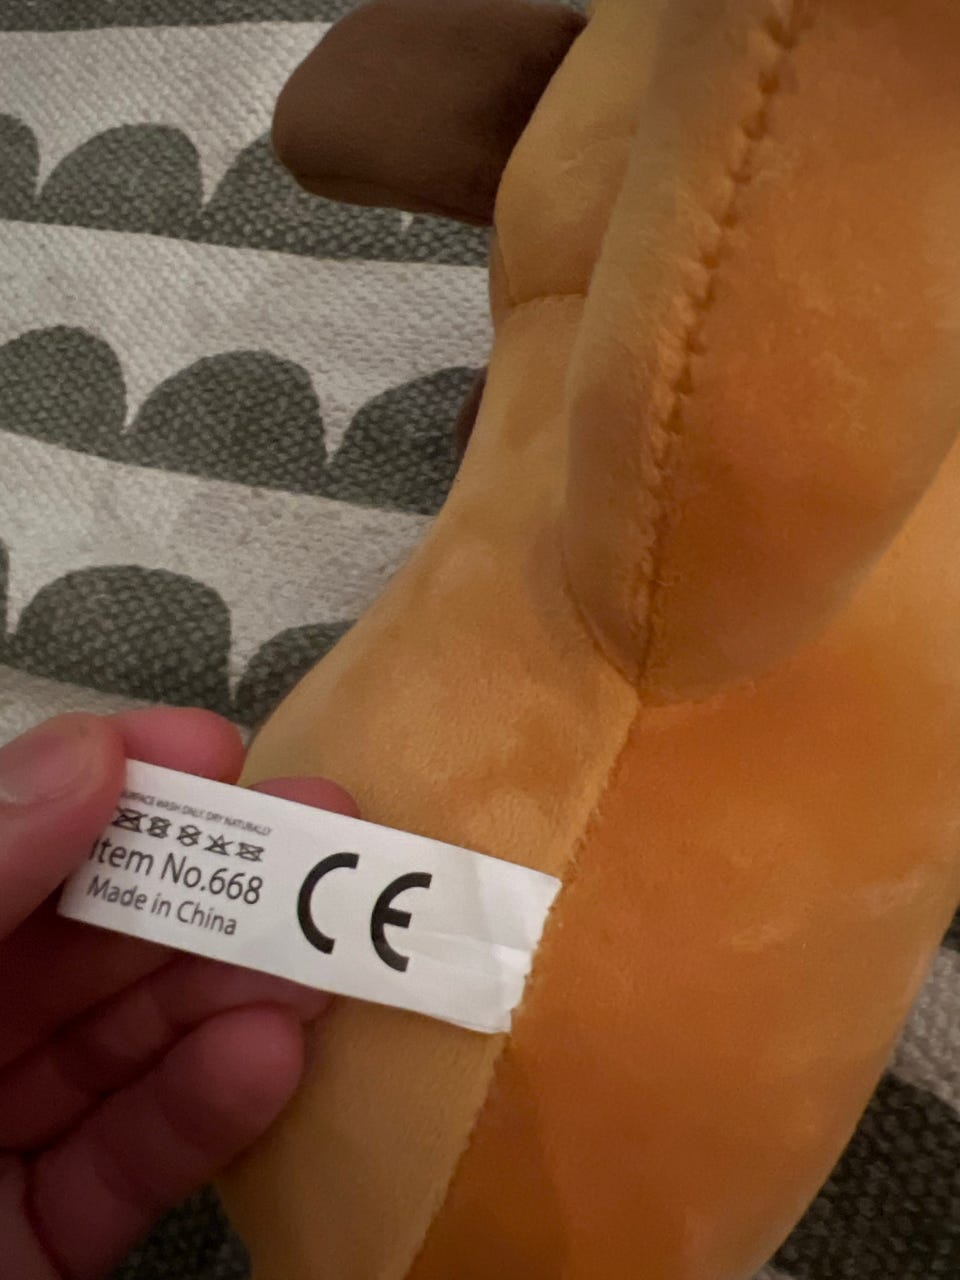 SURFACE WASH ONLY, DRY NATURALLY
Item No.668
Made in China
CE